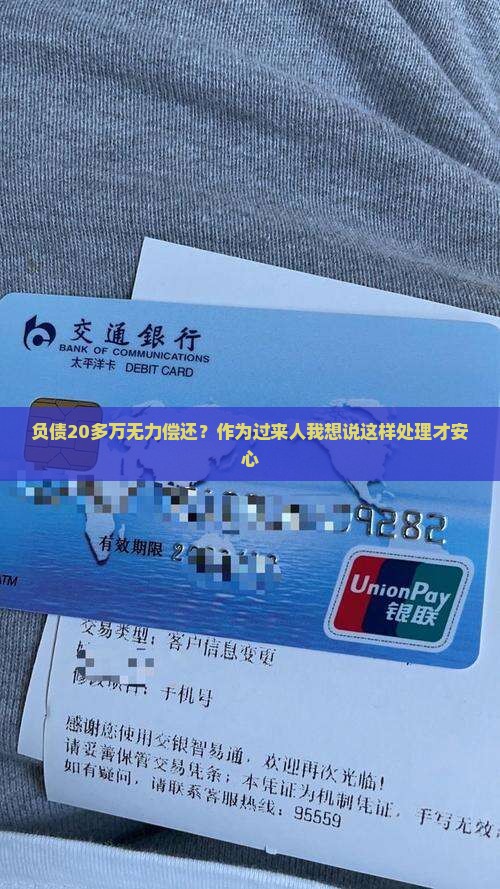 交通銀行
BANK OF COMMUNICATIONS
太平洋卡 DEBIT CARD
负债20多万无力偿还？作为过来人我想说这样处理才安
心
9282
有效期限
ATM
UnionPay
银联
交易类型：客户信息变更
手机号
感谢您使用交银智易通，欢迎再次光临！
请妥善保管交易凭条；本凭证为机制凭证，手写无效
如有疑问，请联系客服热线：95559